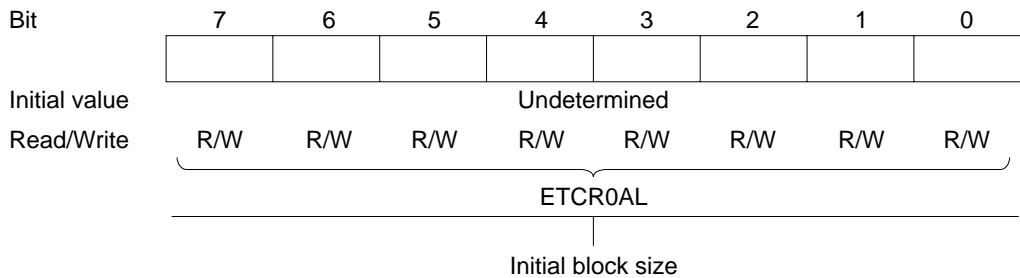 Bit 7 6 5 4 3 2 1 0
Initial value Undetermined
Read/Write R/W R/W R/W R/W R/W R/W R/W R/W
ETCR0AL
Initial block size